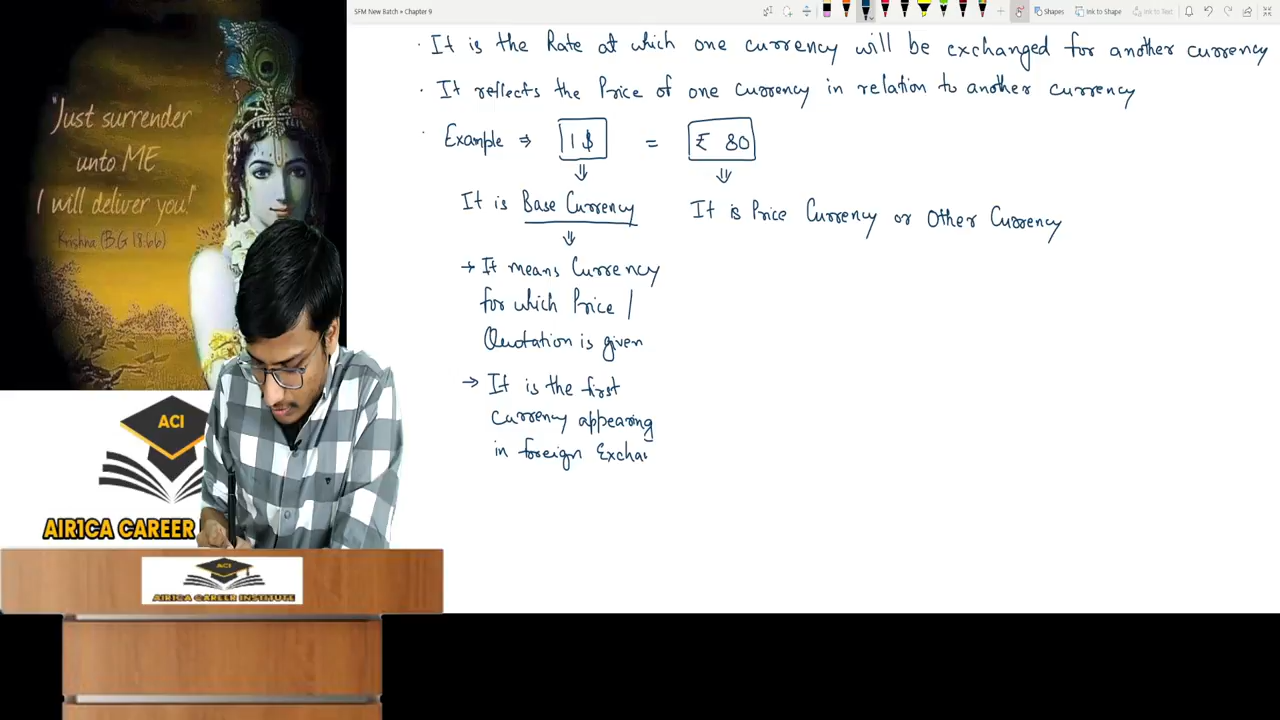 SFM New Batch » Chapter 9
Shapes
Ink to Shape
Ink to Text
· It is the Rate at which one currency will be exchanged for another currency
· It reflects the Price of one currency in relation to another currency
· Example ⇒ 1$ = ₹ 80
It is Base Currency
It is Price Currency or Other Currency
→ It means Currency
for which Price /
Quotation is given
→ It is the first
Currency appearing
in foreign Exchai
"Just surrender
unto ME
I will deliver you!"
Krishna (BG 18:66)
ACI
AIR1CA CAREER
ACI
AIR1CA CAREER INSTITUTE